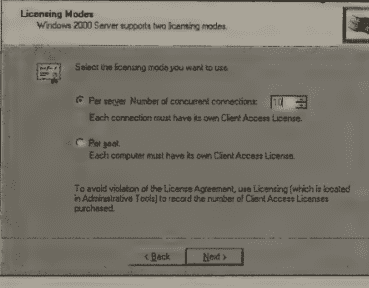 Licensing Modes
Windows 2000 Server supports two licensing modes.
Select the licensing mode you want to use.
Per server. Number of concurrent connections: 10
Each connection must have its own Client Access License.
Per seat.
Each computer must have its own Client Access License.
To avoid violation of the License Agreement, use Licensing (which is located
in Administrative Tools) to record the number of Client Access Licenses
purchased.
< Back Next >